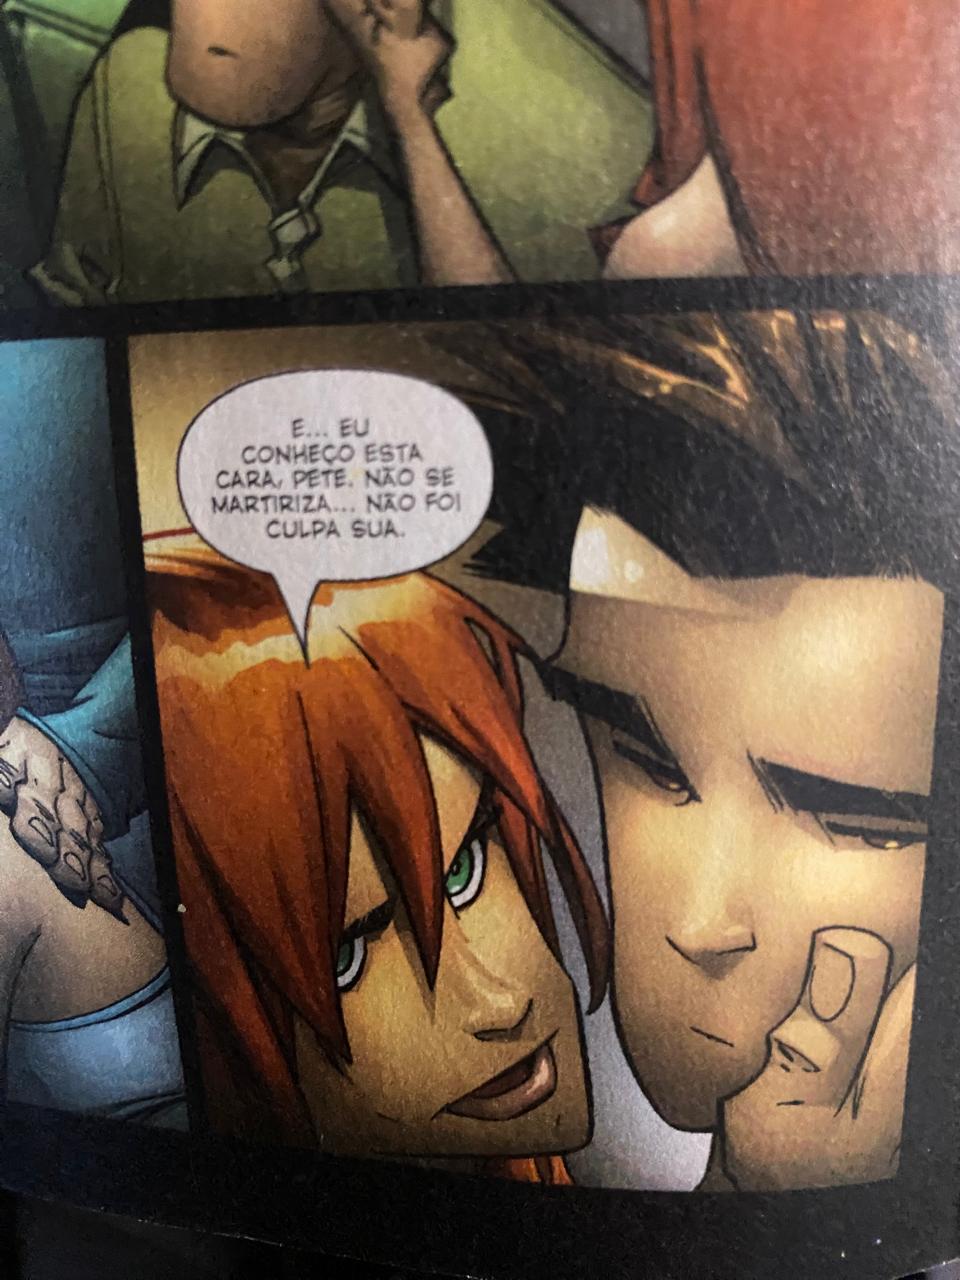 E... EU
CONHEÇO ESTA
CARA, PETE. NÃO SE
MARTIRIZA... NÃO FOI
CULPA SUA.